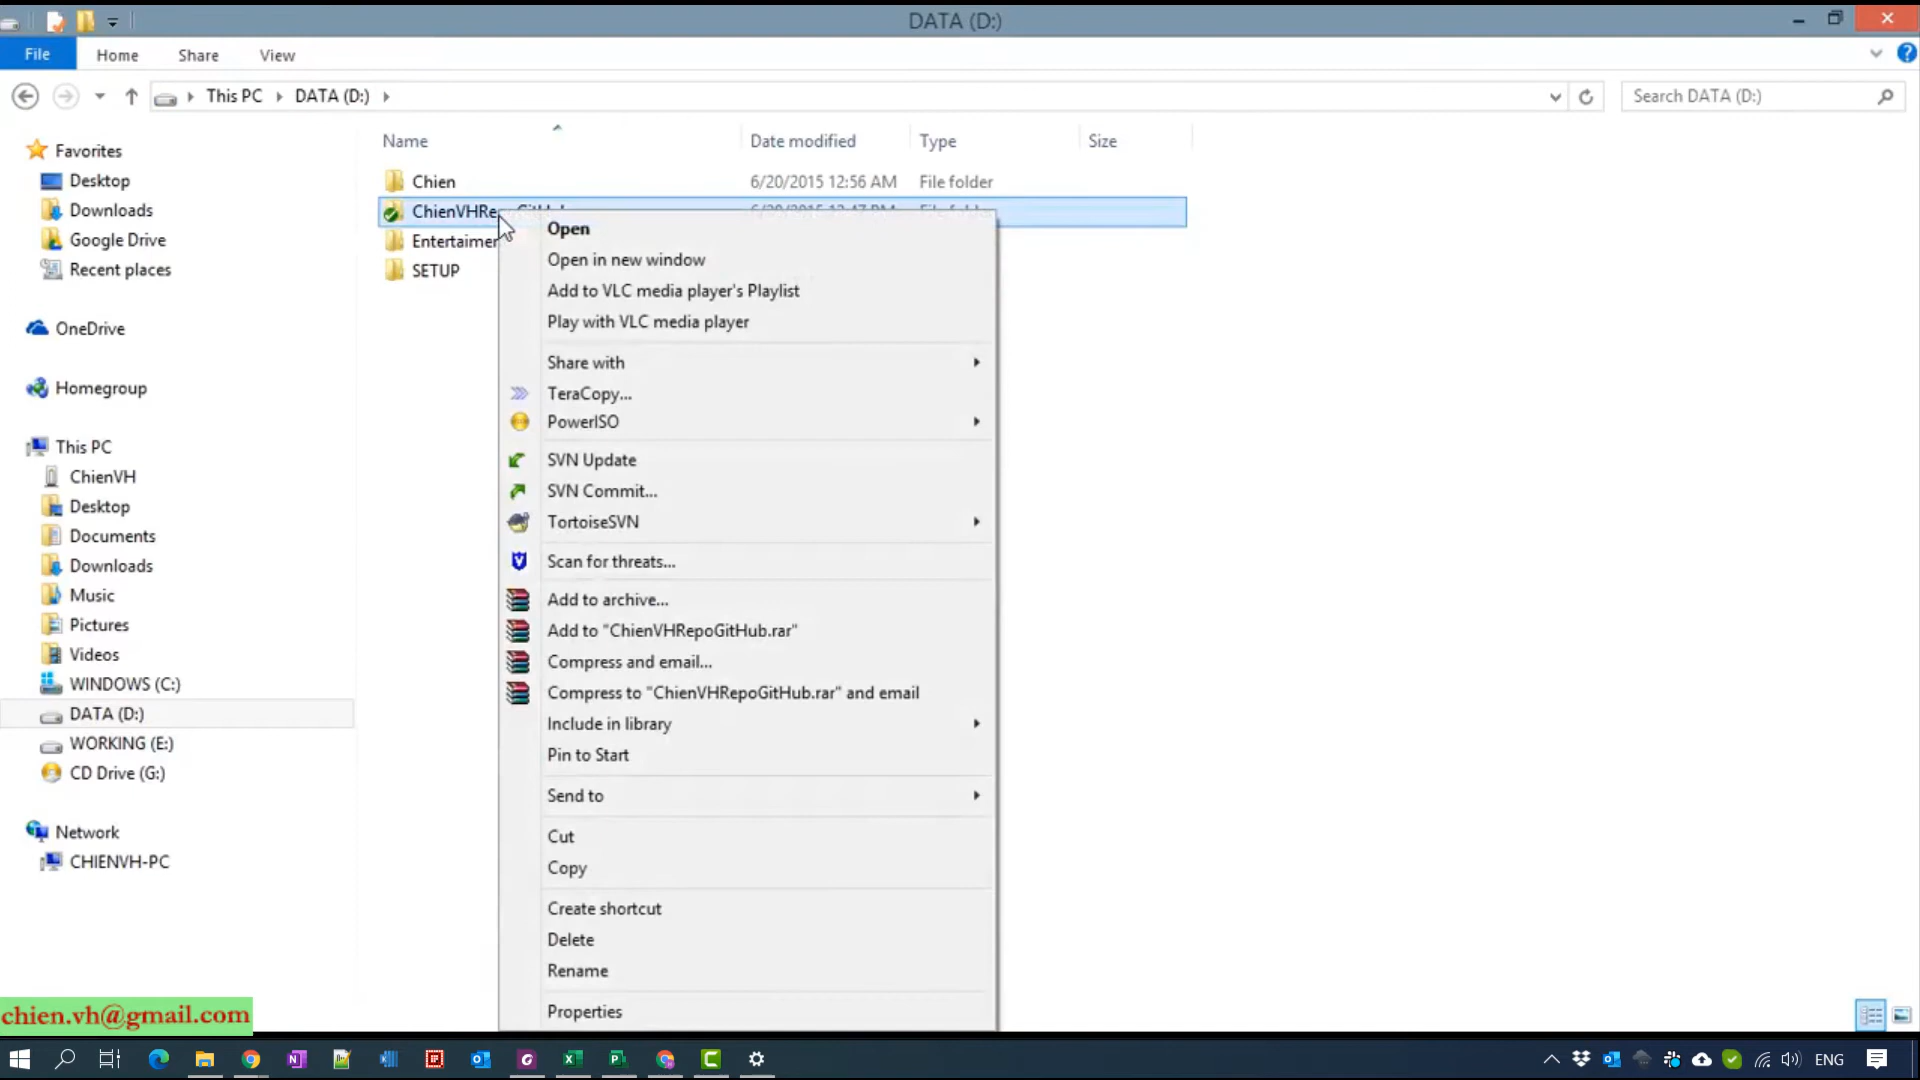 DATA (D:)
File Home Share View
This PC DATA (D:)
Search DATA (D:)
Name Date modified Type Size
Favorites
Desktop
Downloads
Google Drive
Recent places
OneDrive
Homegroup
This PC
ChienVH
Desktop
Documents
Downloads
Music
Pictures
Videos
WINDOWS (C:)
DATA (D:)
WORKING (E:)
CD Drive (G:)
Network
CHIENVH-PC
Chien 6/20/2015 12:56 AM File folder
ChienVHRe
Entertaimer
SETUP
Open
Open in new window
Add to VLC media player's Playlist
Play with VLC media player
Share with
TeraCopy...
PowerISO
SVN Update
SVN Commit...
TortoiseSVN
Scan for threats...
Add to archive...
Add to "ChienVHRepoGitHub.rar"
Compress and email...
Compress to "ChienVHRepoGitHub.rar" and email
Include in library
Pin to Start
Send to
Cut
Copy
Create shortcut
Delete
Rename
Properties
chien.vh@gmail.com
ENG